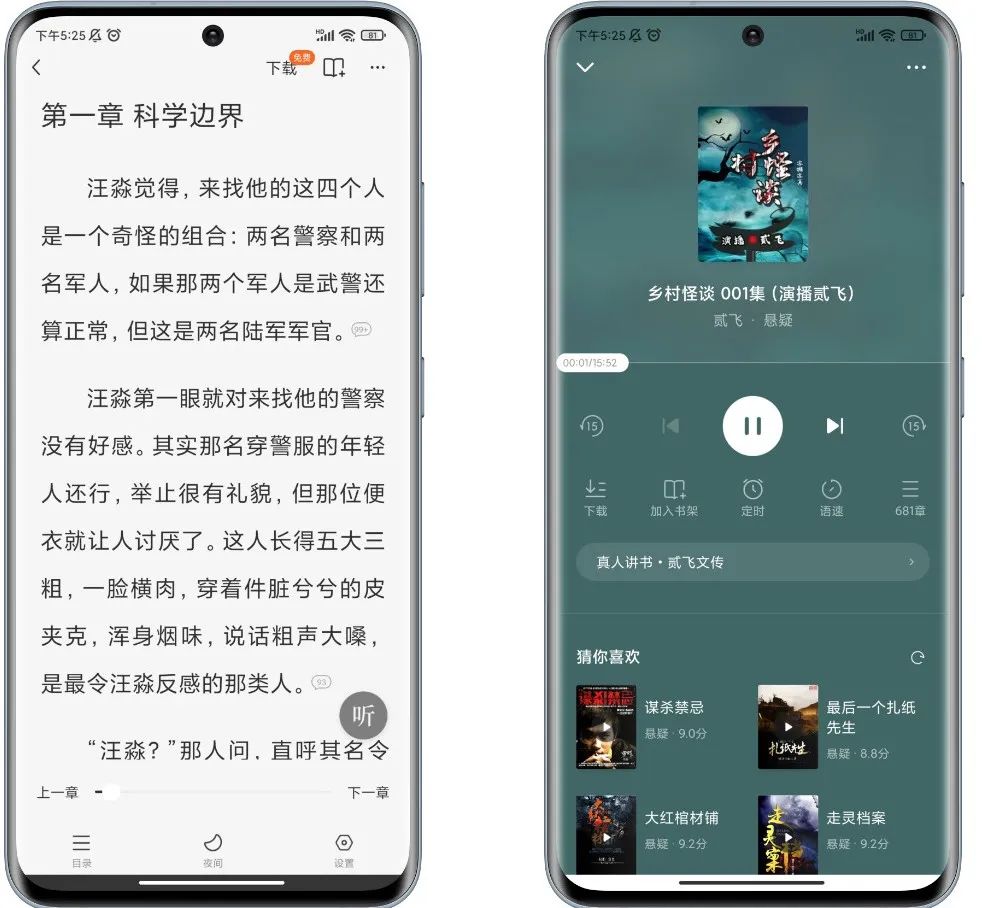 下午5:25
HD
81
下载
免费
第一章 科学边界
汪淼觉得，来找他的这四个人
是一个奇怪的组合：两名警察和两
名军人，如果那两个军人是武警还
算正常，但这是两名陆军军官。
99+
汪淼第一眼就对来找他的警察
没有好感。其实那名穿警服的年轻
人还行，举止很有礼貌，但那位便
衣就让人讨厌了。这人长得五大三
粗，一脸横肉，穿着件脏兮兮的皮
夹克，浑身烟味，说话粗声大嗓，
是最令汪淼反感的那类人。
93
听
“汪淼？”那人问，直呼其名令
上一章
下一章
目录
夜间
设置
下午5:25
HD
81
乡村怪谈
演播 贰飞
乡村怪谈 001集（演播贰飞）
贰飞 · 悬疑
00:01/15:52
15
15
下载
加入书架
定时
语速
681章
真人讲书·贰飞文传
猜你喜欢
谋杀禁忌
谋杀禁忌
悬疑 · 9.0分
扎纸先生
最后一个扎纸
先生
悬疑 · 8.8分
大红棺材铺
悬疑 · 9.2分
走灵档案
走灵档案
悬疑 · 9.2分